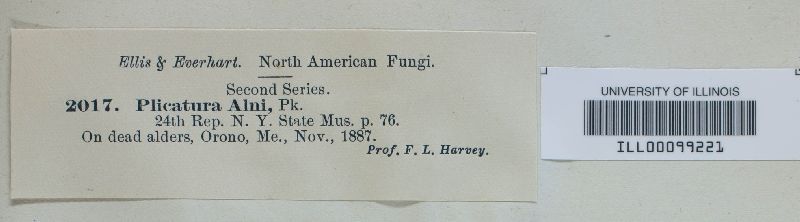 Ellis & Everhart. North American Fungi.
Second Series.
2017. Plicatura Alni, Pk.
24th Rep. N. Y. State Mus. p. 76.
On dead alders, Orono, Me., Nov., 1887.
Prof. F. L. Harvey.
UNIVERSITY OF ILLINOIS
ILL00099221